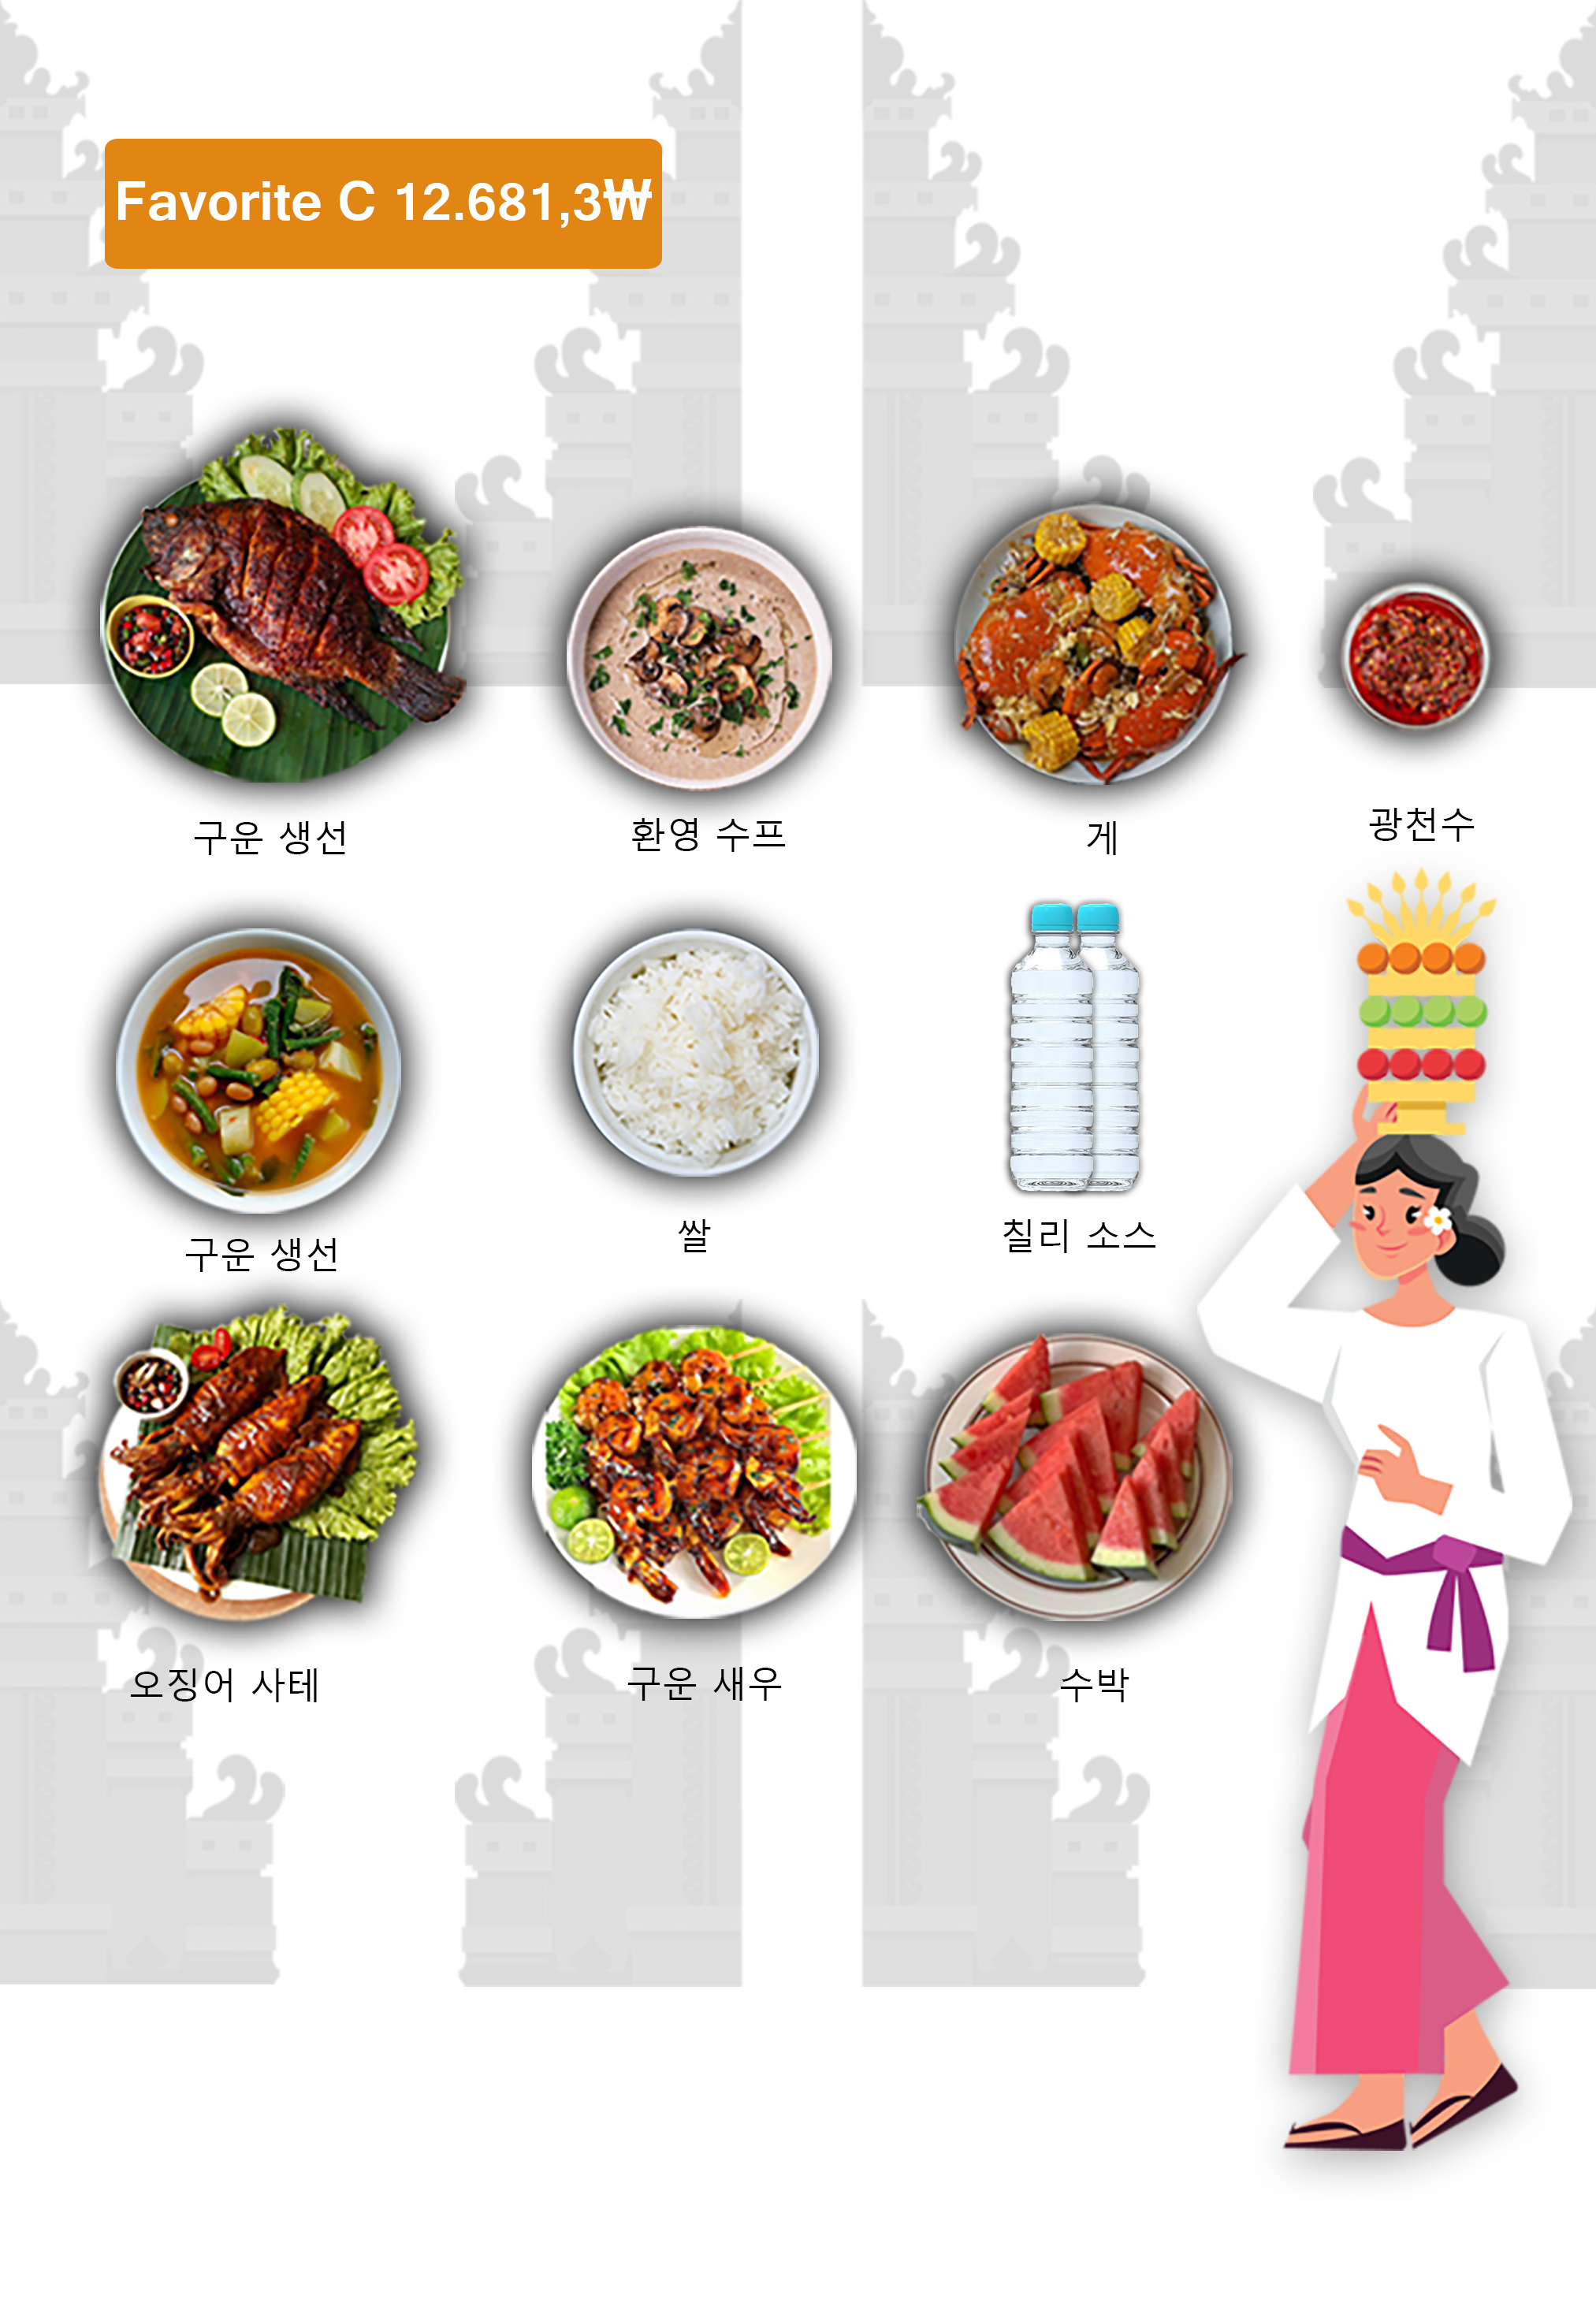 Favorite C 12.681,3₩
구운 생선
환영 수프
게
광천수
구운 생선
쌀
칠리 소스
오징어 사테
구운 새우
수박